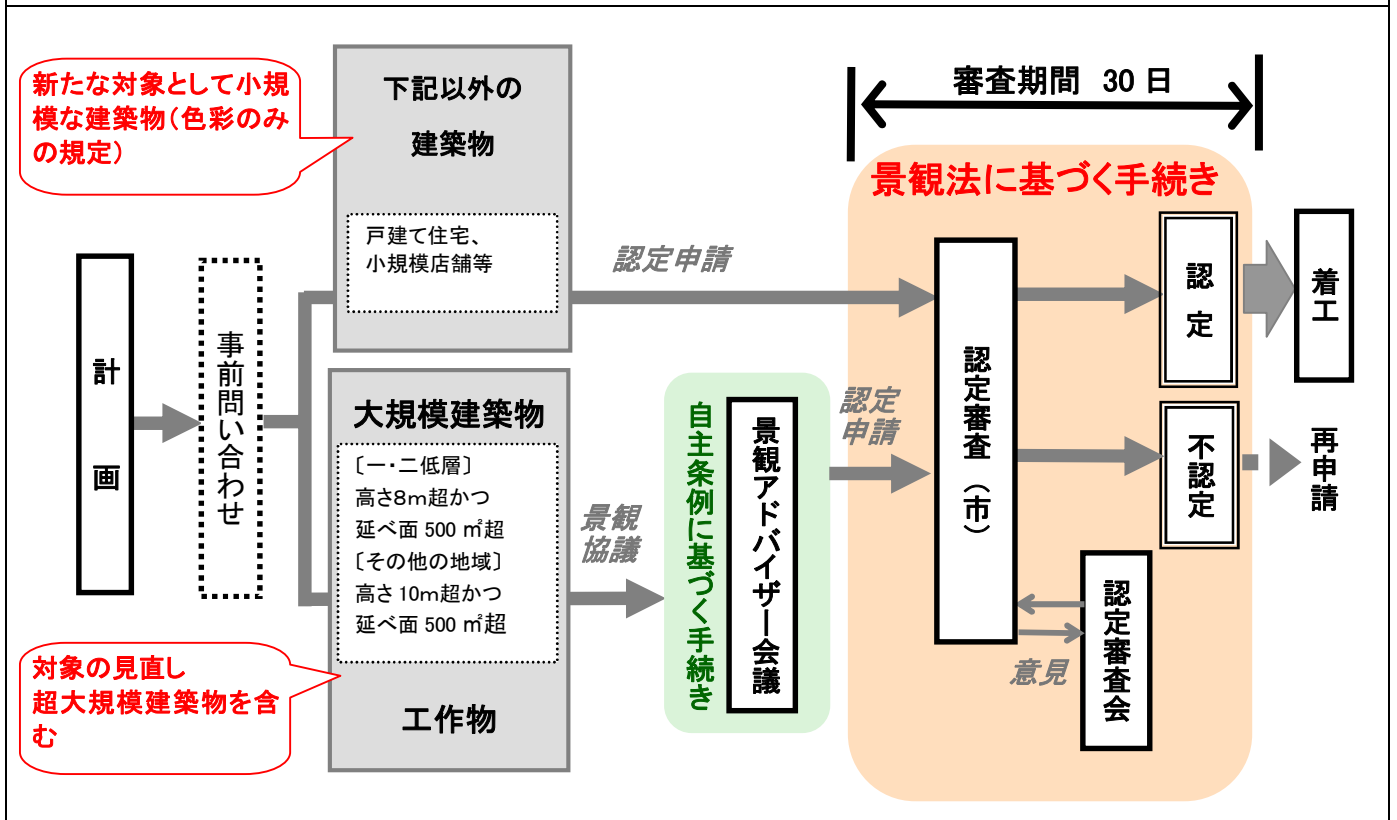 新たな対象として小規
模な建築物（色彩のみ
の規定）
下記以外の
建築物
戸建て住宅、
小規模店舗等
計画
事前問い合わせ
大規模建築物
〔一・二低層〕
高さ8ｍ超かつ
延べ面 500 ㎡超
〔その他の地域〕
高さ 10ｍ超かつ
延べ面 500 ㎡超
工作物
対象の見直し
超大規模建築物を含
む
認定申請
景観
協議
自主条例に基づく手続き
景観アドバイザー会議
認定
申請
審査期間 30 日
景観法に基づく手続き
認定審査（市）
認定
不認定
意見
認定審査会
着工
再申請